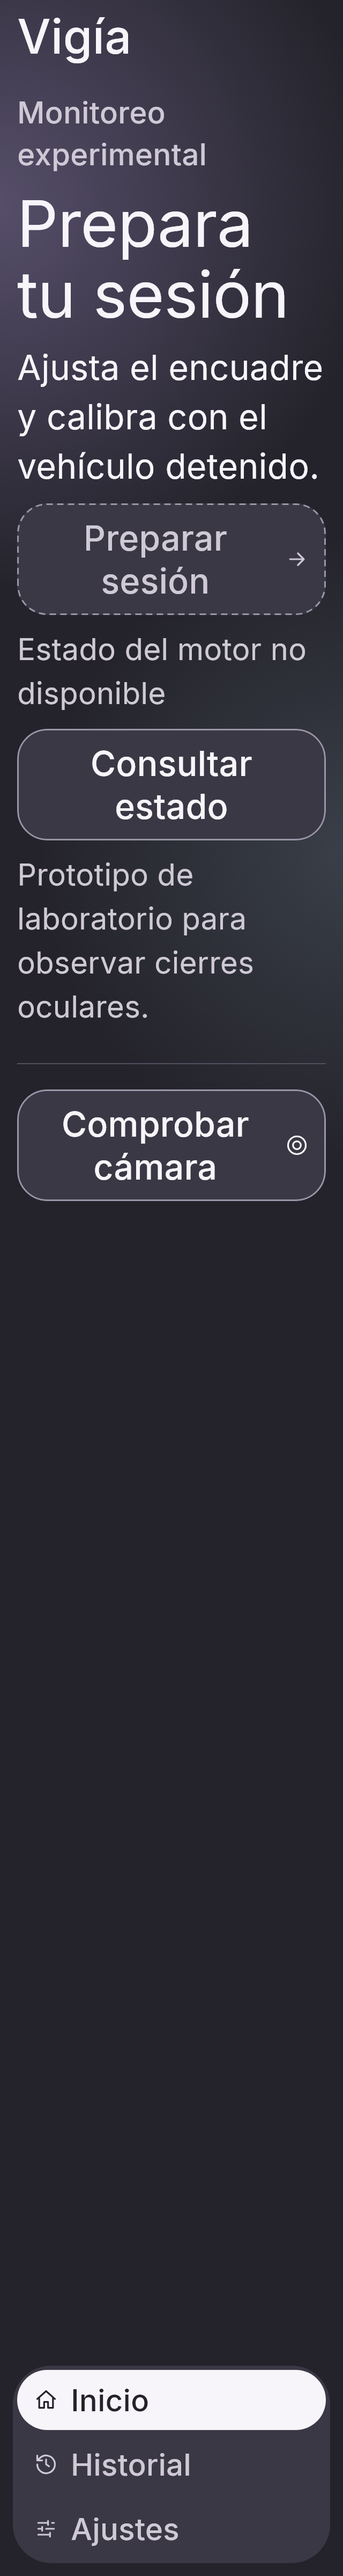 Vigía
Monitoreo
experimental
Prepara
tu sesión
Ajusta el encuadre
y calibra con el
vehículo detenido.
Preparar
sesión
Estado del motor no
disponible
Consultar
estado
Prototipo de
laboratorio para
observar cierres
oculares.
Comprobar
cámara
Inicio
Historial
Ajustes